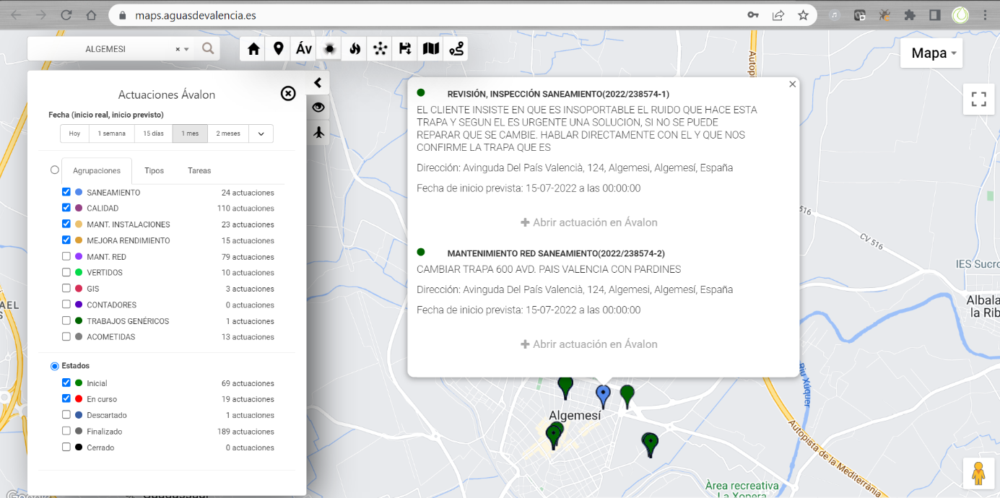 maps.aguasdevalencia.es
ALGEMESI
Áv
Mapa
Actuaciones Ávalon
Fecha (inicio real, inicio previsto)
Hoy 1 semana 15 días 1 mes 2 meses
Agrupaciones Tipos Tareas
SANEAMIENTO 24 actuaciones
CALIDAD 110 actuaciones
MANT. INSTALACIONES 23 actuaciones
MEJORA RENDIMIENTO 15 actuaciones
MANT. RED 79 actuaciones
VERTIDOS 10 actuaciones
GIS 3 actuaciones
CONTADORES 0 actuaciones
TRABAJOS GENÉRICOS 1 actuaciones
ACOMETIDAS 13 actuaciones
Estados
Inicial 69 actuaciones
En curso 19 actuaciones
Descartado 1 actuaciones
Finalizado 189 actuaciones
Cerrado 0 actuaciones
REVISIÓN, INSPECCIÓN SANEAMIENTO(2022/238574-1)
EL CLIENTE INSISTE EN QUE ES INSOPORTABLE EL RUIDO QUE HACE ESTA
TRAPA Y SEGUN EL ES URGENTE UNA SOLUCION, SI NO SE PUEDE
REPARAR QUE SE CAMBIE. HABLAR DIRECTAMENTE CON EL Y QUE NOS
CONFIRME LA TRAPA QUE ES
Dirección: Avinguda Del País Valencià, 124, Algemesi, Algemesí, España
Fecha de inicio prevista: 15-07-2022 a las 00:00:00
Abrir actuación en Ávalon
MANTENIMIENTO RED SANEAMIENTO(2022/238574-2)
CAMBIAR TRAPA 600 AVD. PAIS VALENCIA CON PARDINES
Dirección: Avinguda Del País Valencià, 124, Algemesi, Algemesí, España
Fecha de inicio prevista: 15-07-2022 a las 00:00:00
Abrir actuación en Ávalon
Autopi
516
CV 516
IES Sucro
Albala
la Rib
AEL
S
Riu Xúquer
Algemesí
Autopista de la Mediterrània
Àrea recreativa
La Xopera
Google